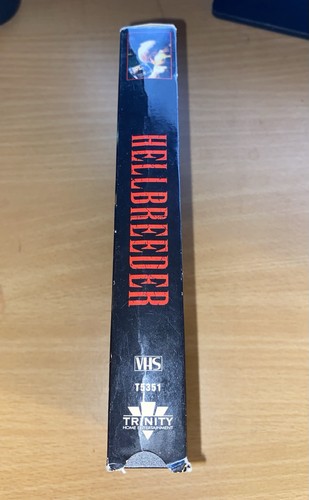 HELLBREEDER
VHS
T5351
TRINITY
HOME ENTERTAINMENT